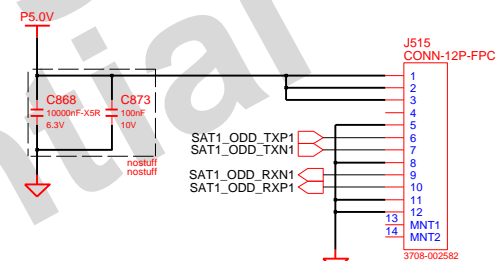 P5.0V
J515
CONN-12P-FPC
C868
10000nF-X5R
6.3V
C873
100nF
10V
nostuff
nostuff
SAT1_ODD_TXP1
SAT1_ODD_TXN1
SAT1_ODD_RXN1
SAT1_ODD_RXP1
1
2
3
4
5
6
7
8
9
10
11
12
13 MNT1
14 MNT2
3708-002582